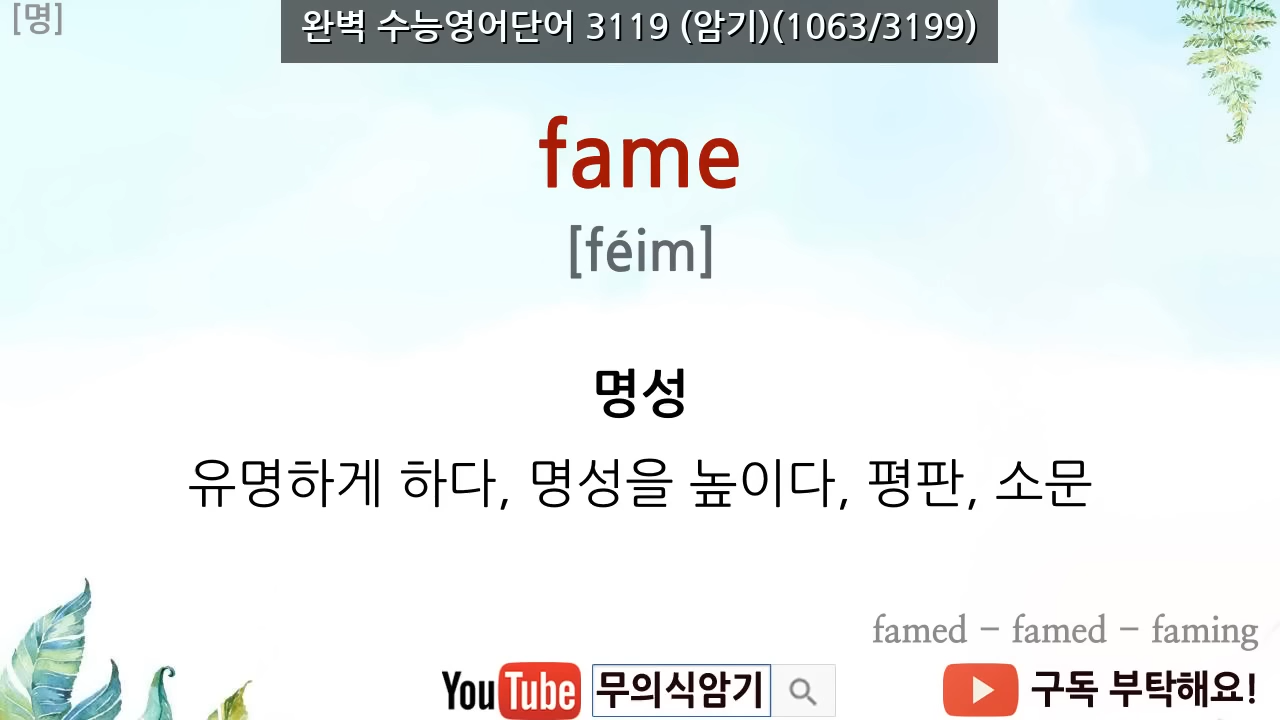 [명]
완벽 수능영어단어 3119 (암기)(1063/3199)
fame
[féim]
명성
유명하게 하다, 명성을 높이다, 평판, 소문
famed - famed - faming
YouTube 무의식암기
구독 부탁해요!